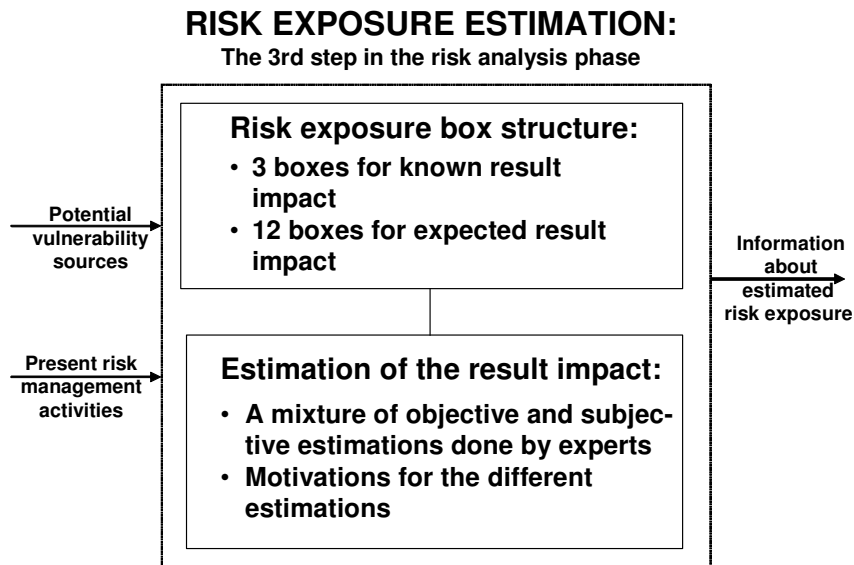 RISK EXPOSURE ESTIMATION:
The 3rd step in the risk analysis phase
Risk exposure box structure:
• 3 boxes for known result
impact
• 12 boxes for expected result
impact
Potential
vulnerability
sources
Information
about
estimated
risk exposure
Present risk
management
activities
Estimation of the result impact:
• A mixture of objective and subjec-
tive estimations done by experts
• Motivations for the different
estimations